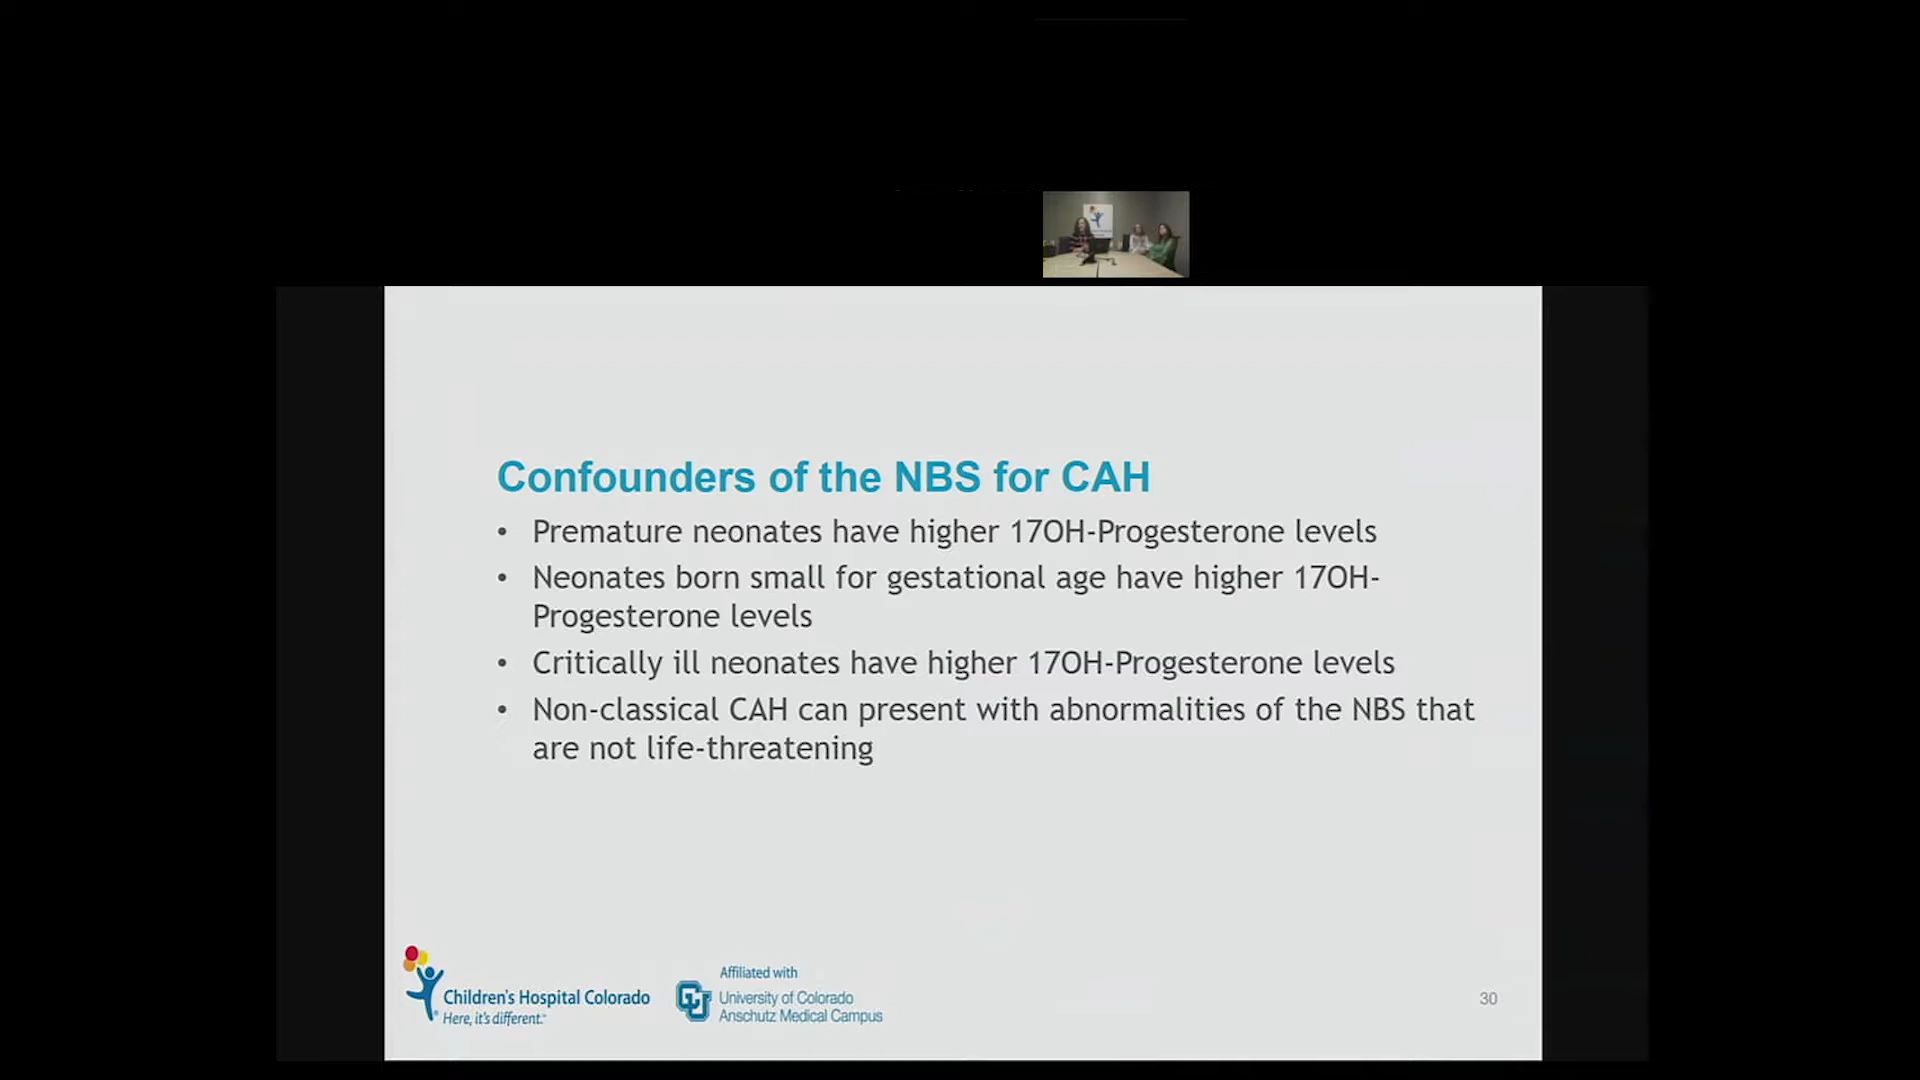 Confounders of the NBS for CAH
• Premature neonates have higher 17OH-Progesterone levels
• Neonates born small for gestational age have higher 17OH-
Progesterone levels
• Critically ill neonates have higher 17OH-Progesterone levels
• Non-classical CAH can present with abnormalities of the NBS that
are not life-threatening
Children's Hospital Colorado
Here, it's different.™
Affiliated with
University of Colorado
Anschutz Medical Campus
30